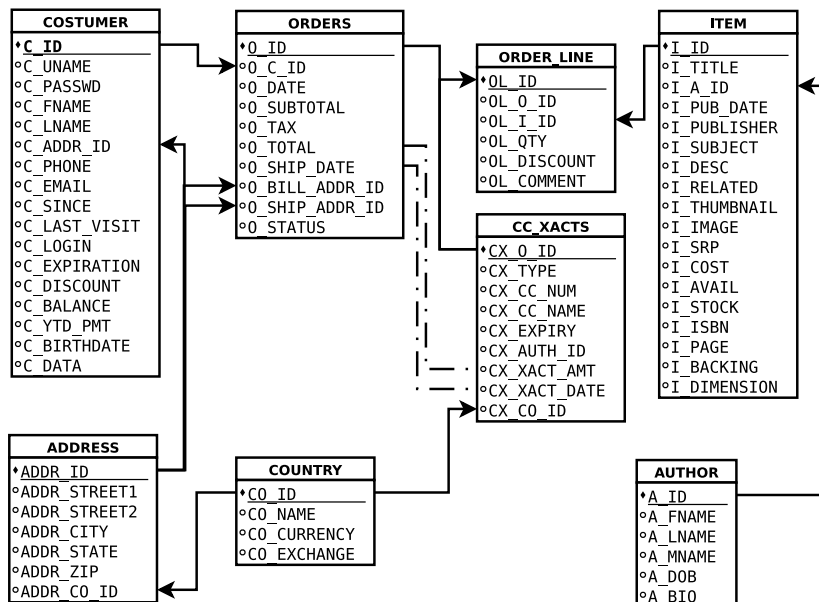 COSTUMER
C_ID
C_UNAME
C_PASSWD
C_FNAME
C_LNAME
C_ADDR_ID
C_PHONE
C_EMAIL
C_SINCE
C_LAST_VISIT
C_LOGIN
C_EXPIRATION
C_DISCOUNT
C_BALANCE
C_YTD_PMT
C_BIRTHDATE
C_DATA
ORDERS
O_ID
O_C_ID
O_DATE
O_SUBTOTAL
O_TAX
O_TOTAL
O_SHIP_DATE
O_BILL_ADDR_ID
O_SHIP_ADDR_ID
O_STATUS
ORDER_LINE
OL_ID
OL_O_ID
OL_I_ID
OL_QTY
OL_DISCOUNT
OL_COMMENT
CC_XACTS
CX_O_ID
CX_TYPE
CX_CC_NUM
CX_CC_NAME
CX_EXPIRY
CX_AUTH_ID
CX_XACT_AMT
CX_XACT_DATE
CX_CO_ID
ITEM
I_ID
I_TITLE
I_A_ID
I_PUB_DATE
I_PUBLISHER
I_SUBJECT
I_DESC
I_RELATED
I_THUMBNAIL
I_IMAGE
I_SRP
I_COST
I_AVAIL
I_STOCK
I_ISBN
I_PAGE
I_BACKING
I_DIMENSION
ADDRESS
ADDR_ID
ADDR_STREET1
ADDR_STREET2
ADDR_CITY
ADDR_STATE
ADDR_ZIP
ADDR_CO_ID
COUNTRY
CO_ID
CO_NAME
CO_CURRENCY
CO_EXCHANGE
AUTHOR
A_ID
A_FNAME
A_LNAME
A_MNAME
A_DOB
A_BIO